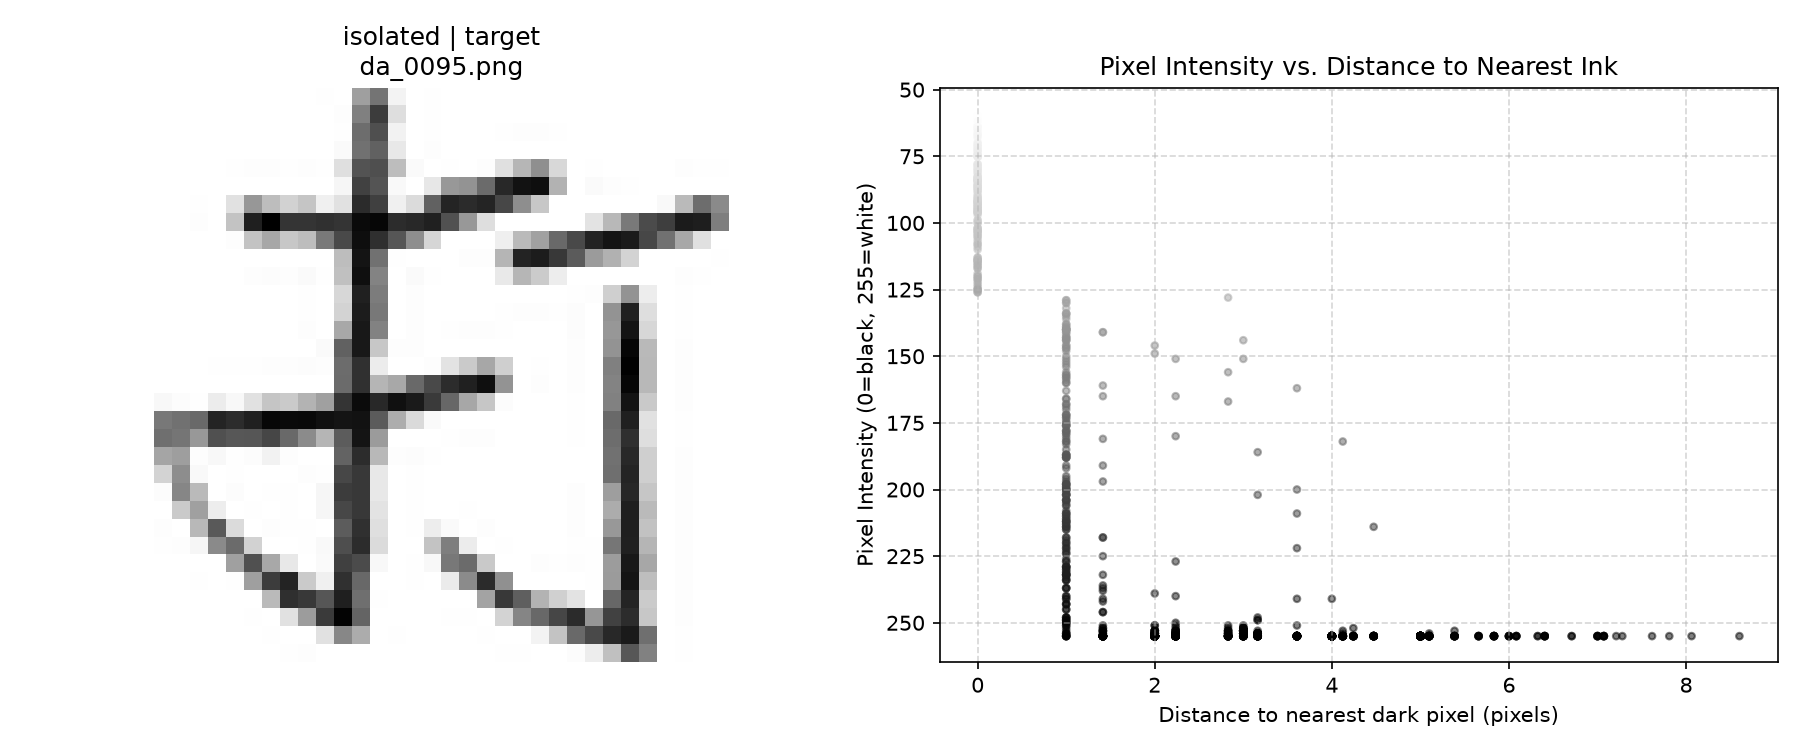 isolated | target
da_0095.png
打
Pixel Intensity vs. Distance to Nearest Ink
Pixel Intensity (0=black, 255=white)
50
75
100
125
150
175
200
225
250
0 2 4 6 8
Distance to nearest dark pixel (pixels)